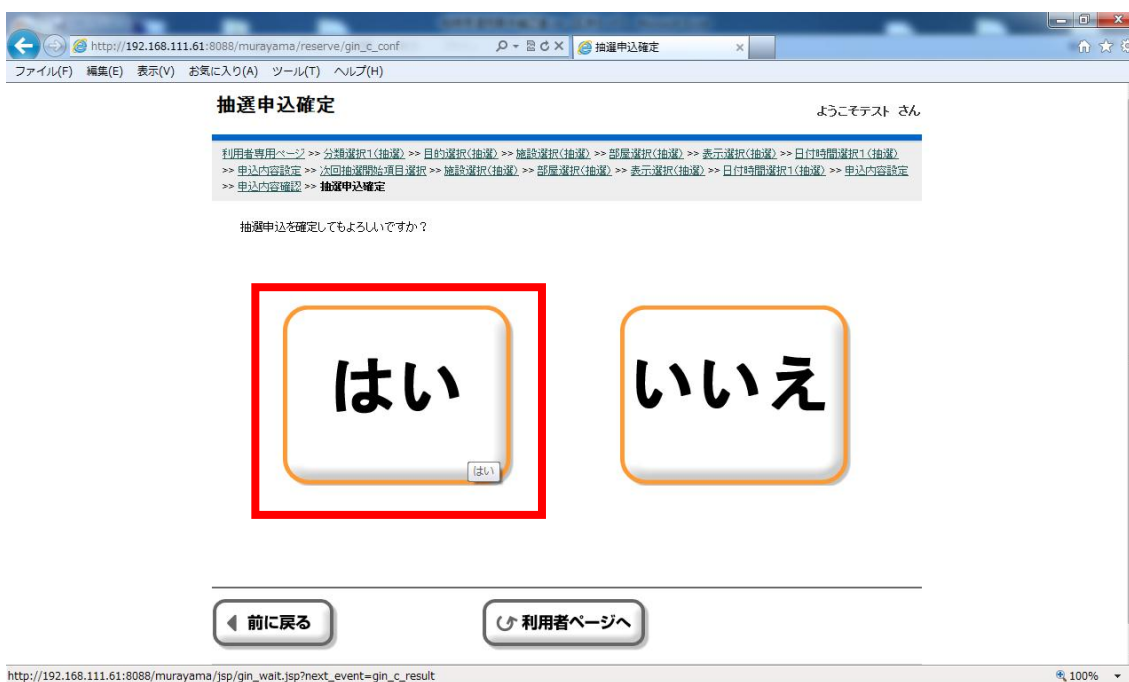 http://192.168.111.61:8088/murayama/reserve/gin_c_conf
抽選申込確定
ファイル(F) 編集(E) 表示(V) お気に入り(A) ツール(T) ヘルプ(H)
抽選申込確定
ようこそテスト さん
利用者専用ページ >> 分類選択1(抽選) >> 目的選択(抽選) >> 施設選択(抽選) >> 部屋選択(抽選) >> 表示選択(抽選) >> 日付時間選択1(抽選)
>> 申込内容設定 >> 次回抽選開始項目選択 >> 施設選択(抽選) >> 部屋選択(抽選) >> 表示選択(抽選) >> 日付時間選択1(抽選) >> 申込内容設定
>> 申込内容確認 >> 抽選申込確定
抽選申込を確定してもよろしいですか？
はい
いいえ
はい
前に戻る
利用者ページへ
http://192.168.111.61:8088/murayama/jsp/gin_wait.jsp?next_event=gin_c_result
100%